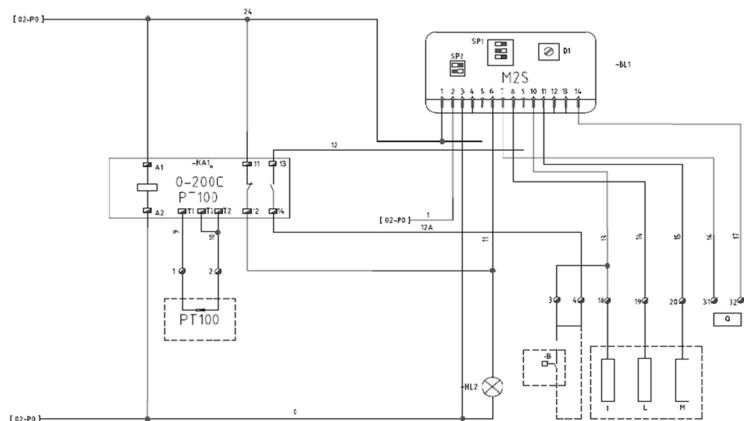 [ 02-P0 ]
24
SP1
D1
SP2
M2S
-BL1
1 2 3 4 5 6 7 8 9 10 11 12 13 14
12
-KA1
A1
11 13
0-200C
PT100
A2
T1 T2 T2
12 14
[ 02-P0 ]
1
12A
9
10
11
13
14
15
16
17
1
2
3
4
18
19
20
31
32
PT100
Q
-B
-HL2
I
L
M
0
[ 02-P0 ]